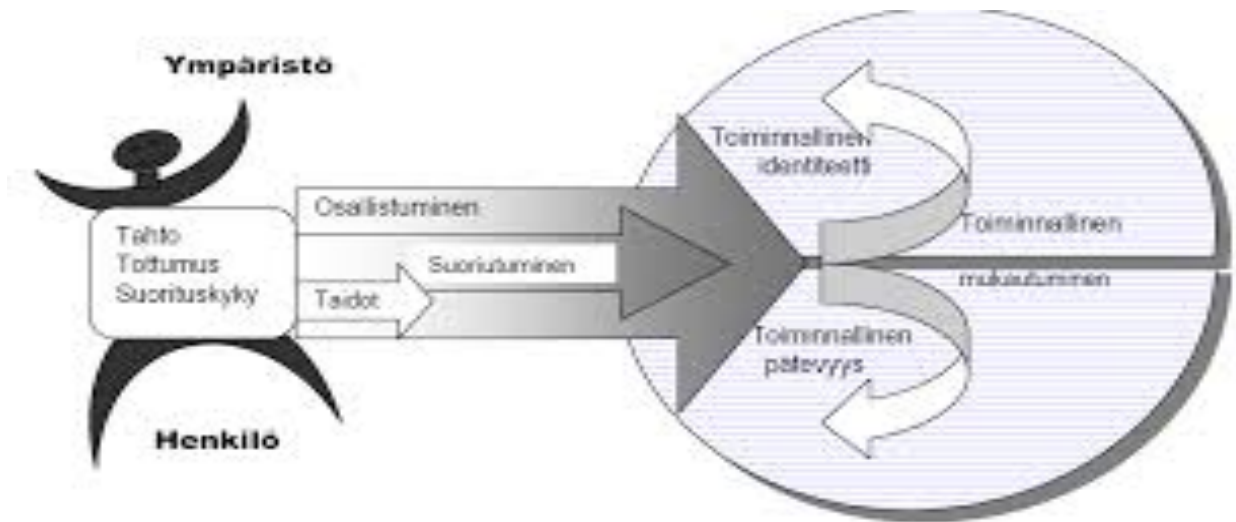 Ympäristö
Tahto
Tottumus
Suorituskyky
Henkilö
Osallistuminen
Suoriutuminen
Taidot
Toiminnallinen
identiteetti
Toiminnallinen
mukautuminen
Toiminnallinen
pätevyys